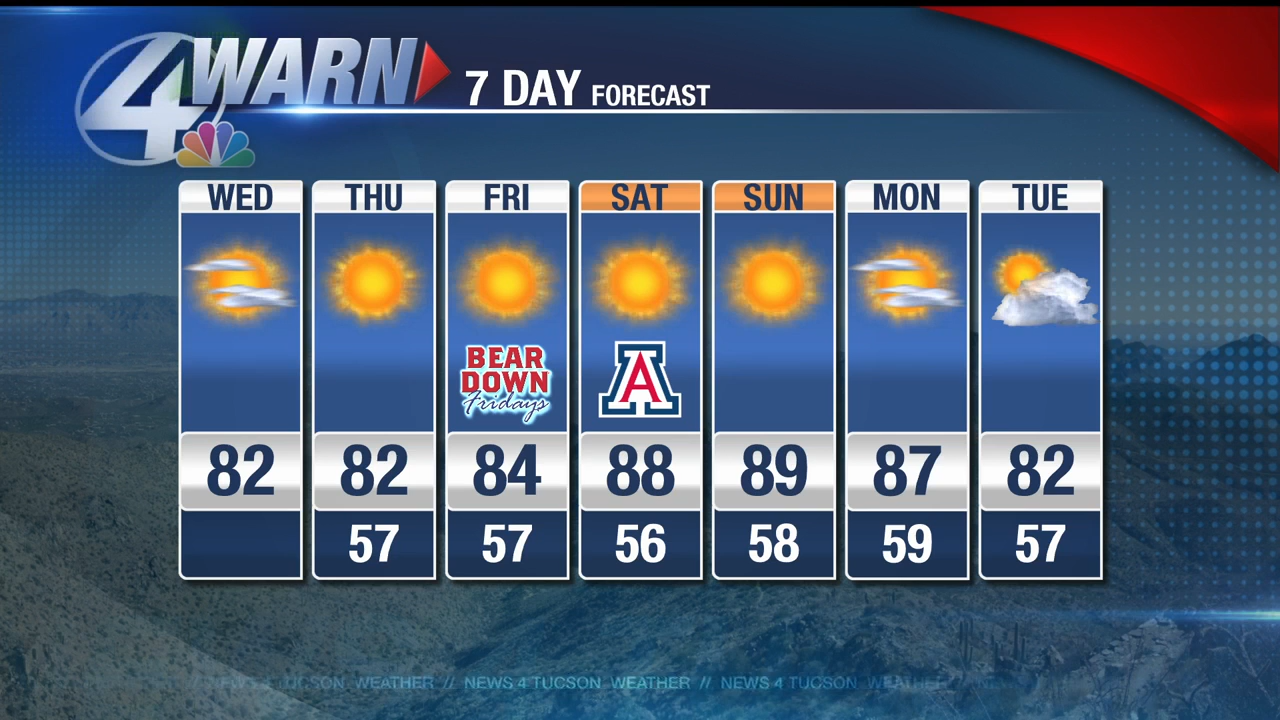 4WARN
7 DAY FORECAST
WED THU FRI SAT SUN MON TUE
BEAR
DOWN
Fridays
A
82 82 84 88 89 87 82
57 57 56 58 59 57
// NEWS 4 TUCSON WEATHER // NEWS 4 TUCSON WEATHER // NEWS 4 TUCSON WEATHER // NEWS